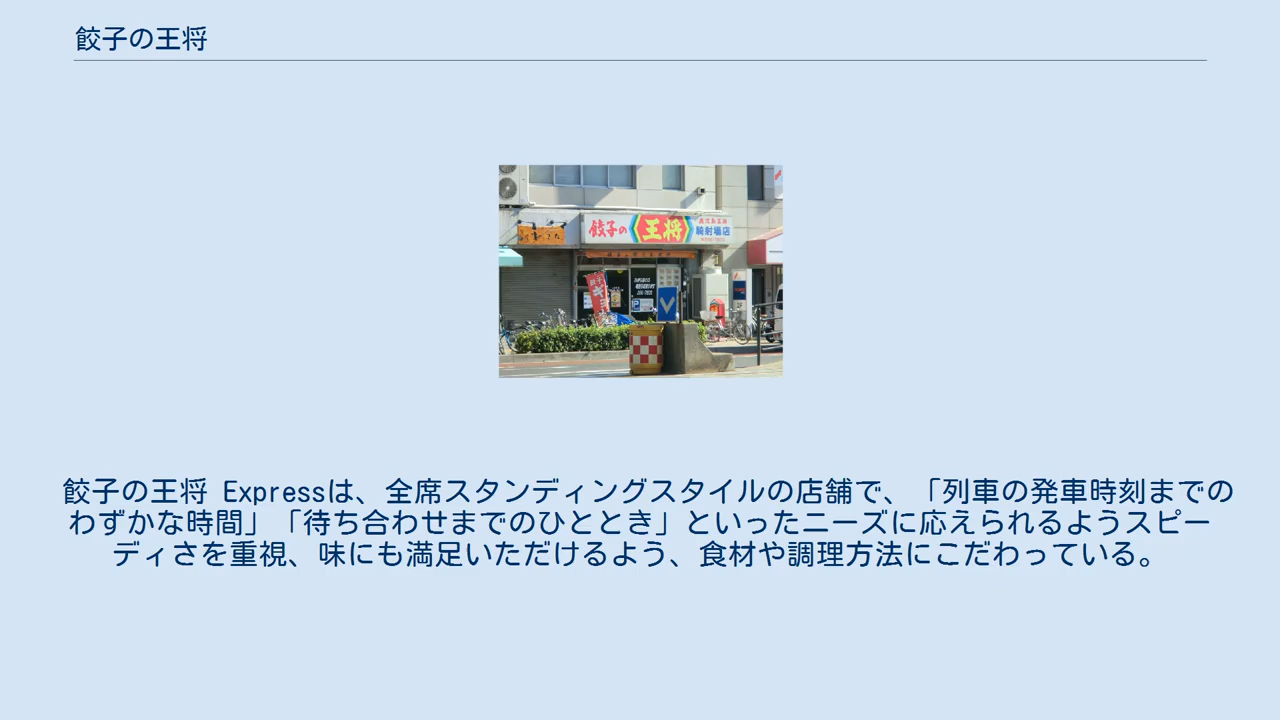 餃子の王将
餃子の王将
騎射場店
餃子の王将 Expressは、全席スタンディングスタイルの店舗で、「列車の発車時刻までの
わずかな時間」「待ち合わせまでのひととき」といったニーズに応えられるようスピー
ディさを重視、味にも満足いただけるよう、食材や調理方法にこだわっている。